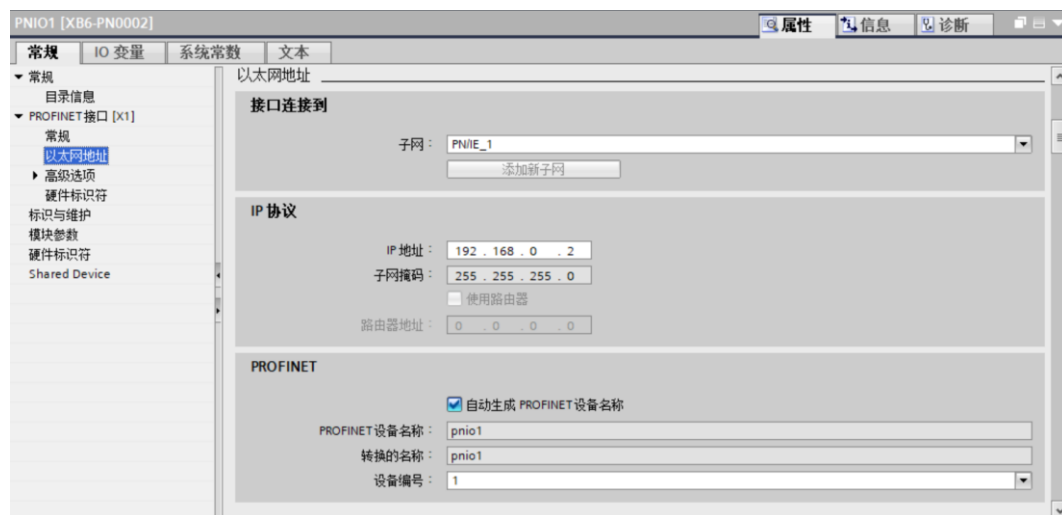 PNIO1 [XB6-PN0002]
属性 信息 诊断
常规 IO 变量 系统常数 文本
常规
目录信息
PROFINET接口 [X1]
常规
以太网地址
高级选项
硬件标识符
标识与维护
模块参数
硬件标识符
Shared Device
以太网地址
接口连接到
子网： PN/IE_1
添加新子网
IP 协议
IP 地址： 192 . 168 . 0 . 2
子网掩码： 255 . 255 . 255 . 0
使用路由器
路由器地址： 0 . 0 . 0 . 0
PROFINET
自动生成 PROFINET设备名称
PROFINET设备名称： pnio1
转换的名称： pnio1
设备编号： 1